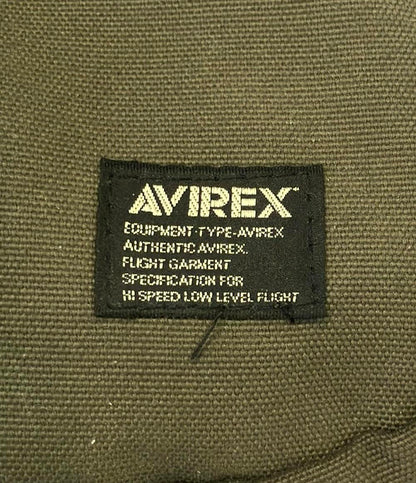 AVIREX
EQUIPMENT-TYPE-AVIREX
AUTHENTIC AVIREX.
FLIGHT GARMENT
SPECIFICATION FOR
HI SPEED LOW LEVEL FLIGHT